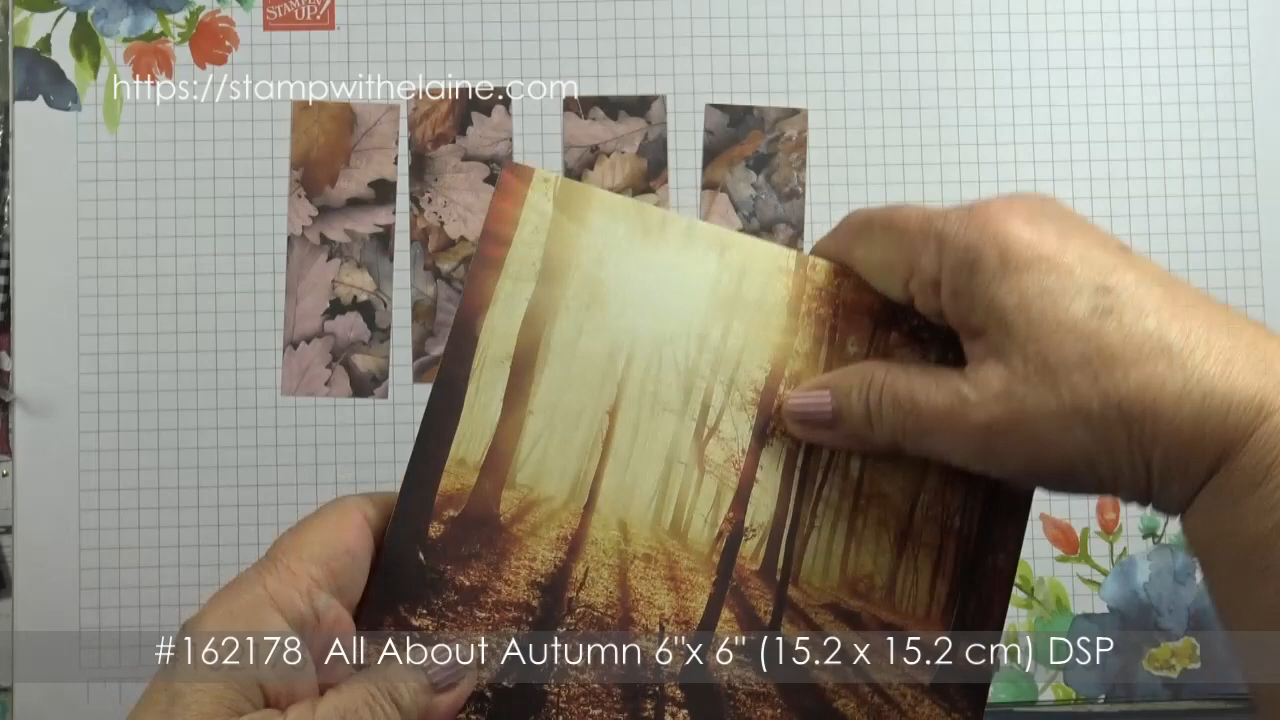 STAMPIN'
UP!
https://stampwithelaine.com
#162178 All About Autumn 6"x 6" (15.2 x 15.2 cm) DSP